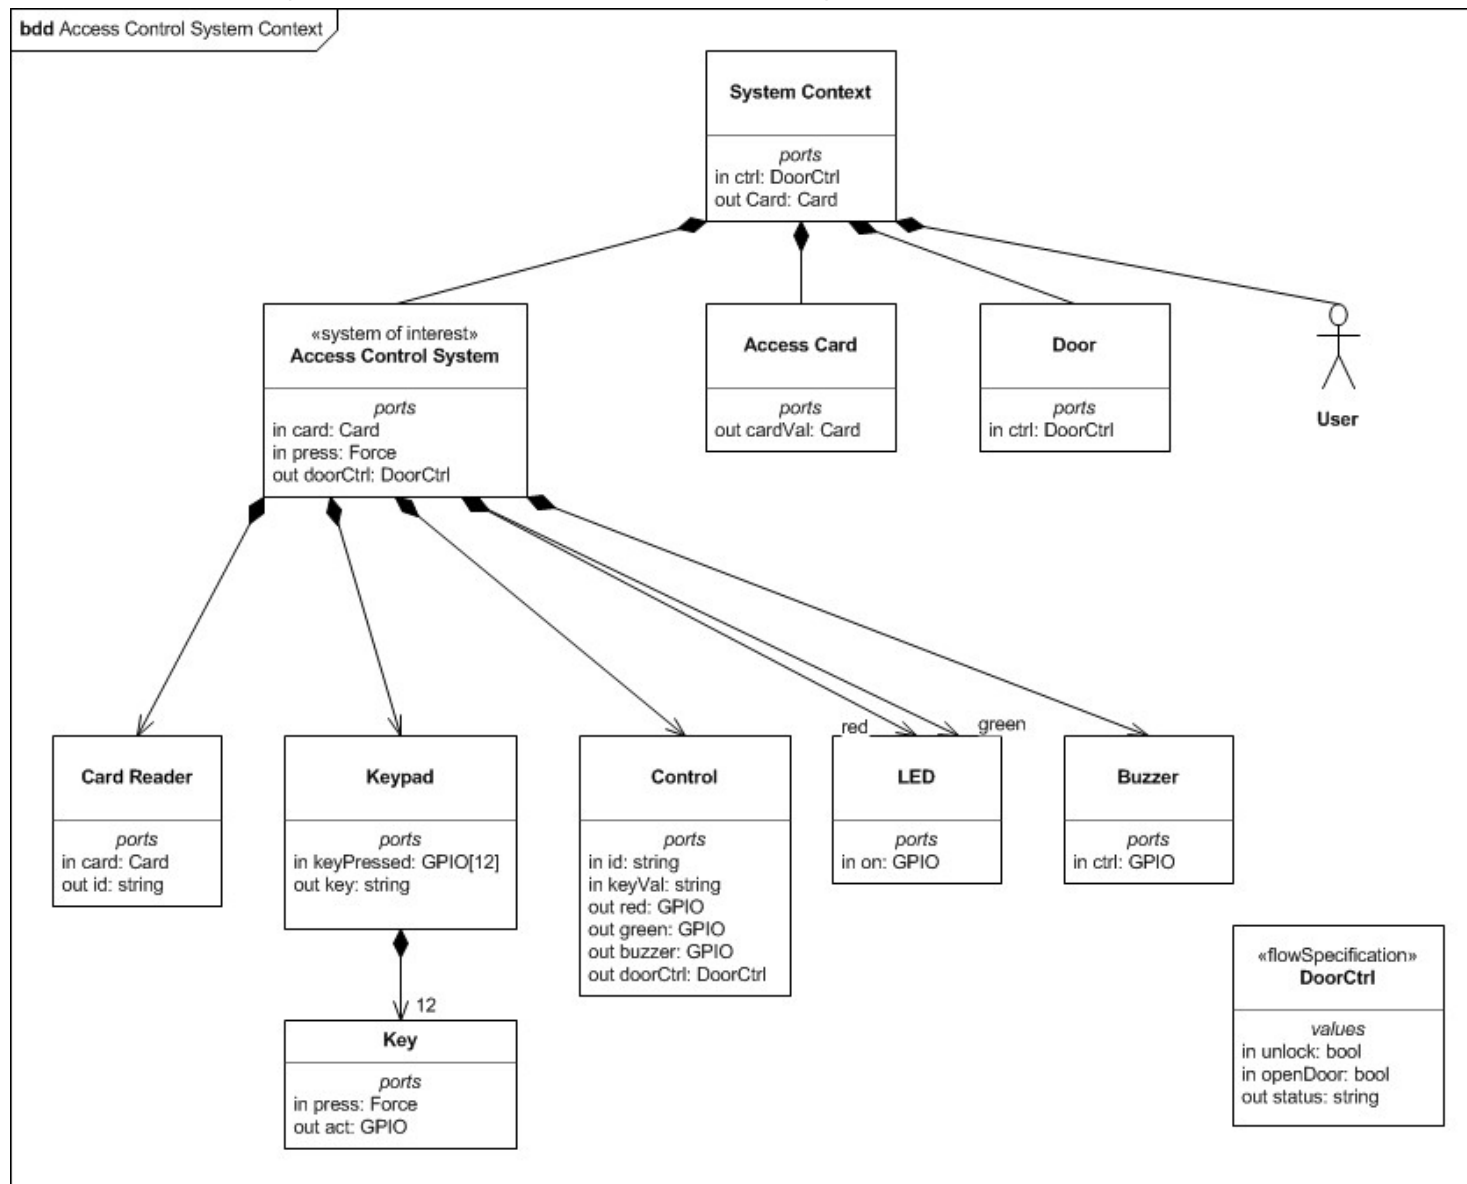 bdd Access Control System Context
System Context
ports
in ctrl: DoorCtrl
out Card: Card
«system of interest»
Access Control System
ports
in card: Card
in press: Force
out doorCtrl: DoorCtrl
Access Card
ports
out cardVal: Card
Door
ports
in ctrl: DoorCtrl
User
red
green
Card Reader
ports
in card: Card
out id: string
Keypad
ports
in keyPressed: GPIO[12]
out key: string
Control
ports
in id: string
in keyVal: string
out red: GPIO
out green: GPIO
out buzzer: GPIO
out doorCtrl: DoorCtrl
LED
ports
in on: GPIO
Buzzer
ports
in ctrl: GPIO
12
Key
ports
in press: Force
out act: GPIO
«flowSpecification»
DoorCtrl
values
in unlock: bool
in openDoor: bool
out status: string